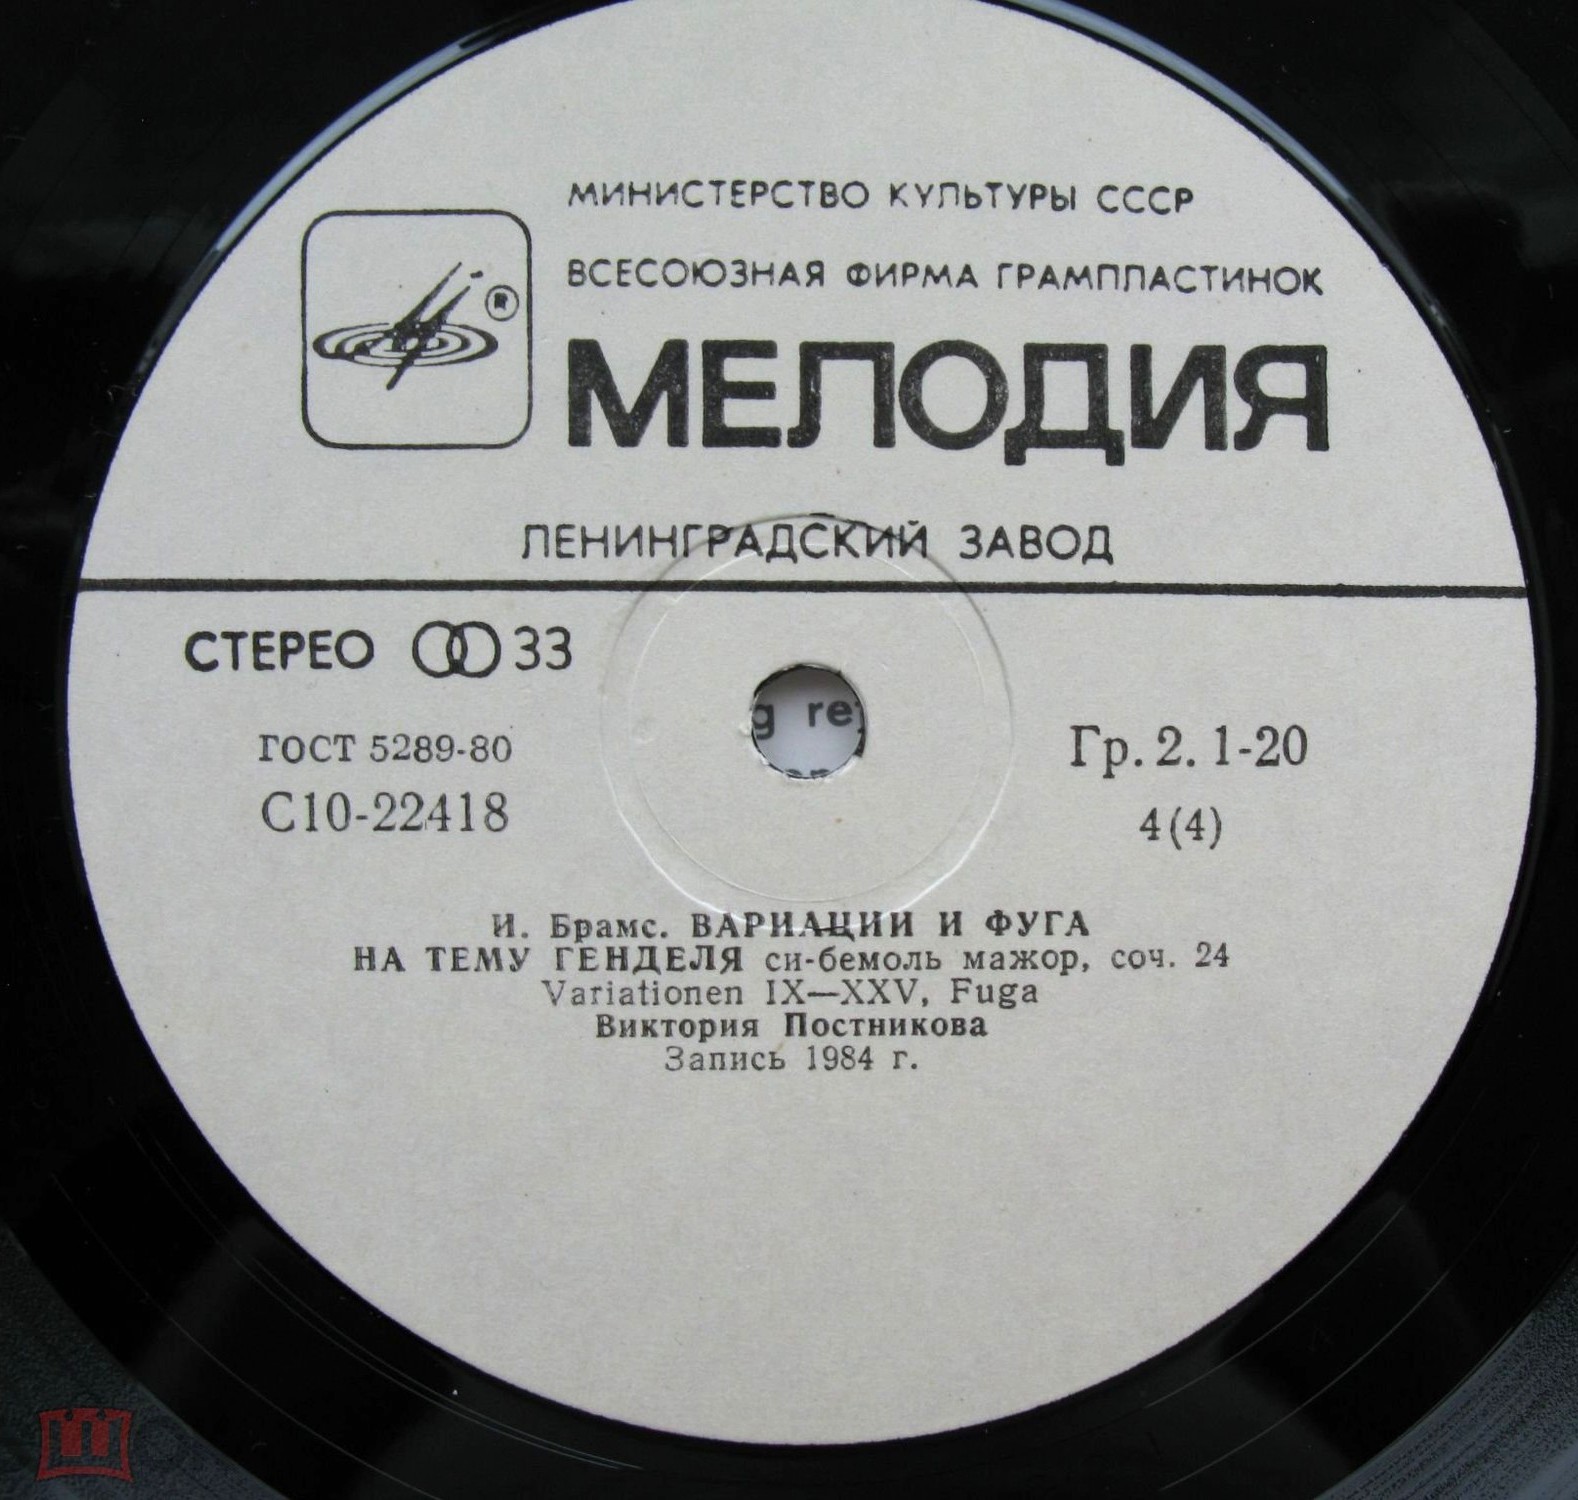 МИНИСТЕРСТВО КУЛЬТУРЫ СССР
ВСЕСОЮЗНАЯ ФИРМА ГРАМПЛАСТИНОК
®
МЕЛОДИЯ
ЛЕНИНГРАДСКИЙ ЗАВОД
СТЕРЕО 33
ГОСТ 5289-80
С10-22418
g re
Гр. 2. 1-20
4(4)
И. Брамс. ВАРИАЦИИ И ФУГА
НА ТЕМУ ГЕНДЕЛЯ си-бемоль мажор, соч. 24
Variationen IX—XXV, Fuga
Виктория Постникова
Запись 1984 г.